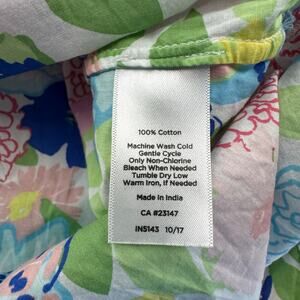 100% Cotton
Machine Wash Cold
Gentle Cycle
Only Non-Chlorine
Bleach When Needed
Tumble Dry Low
Warm Iron, If Needed
Made in India
CA #23147
IN5143 10/17